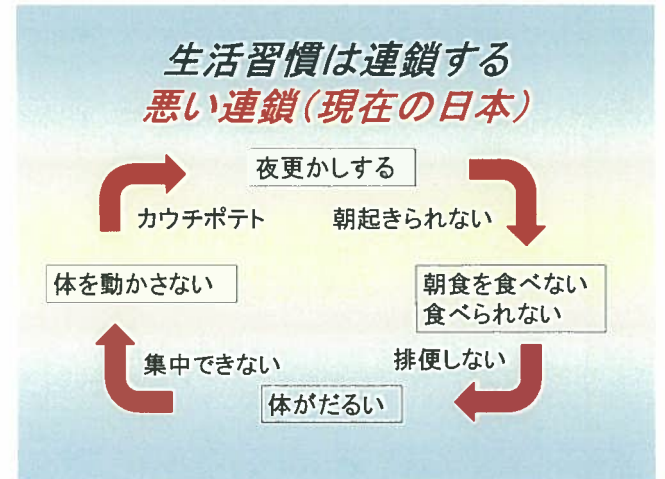 生活習慣は連鎖する
悪い連鎖(現在の日本)
夜更かしする
カウチポテト
朝起きられない
体を動かさない
朝食を食べない
食べられない
集中できない
排便しない
体がだるい